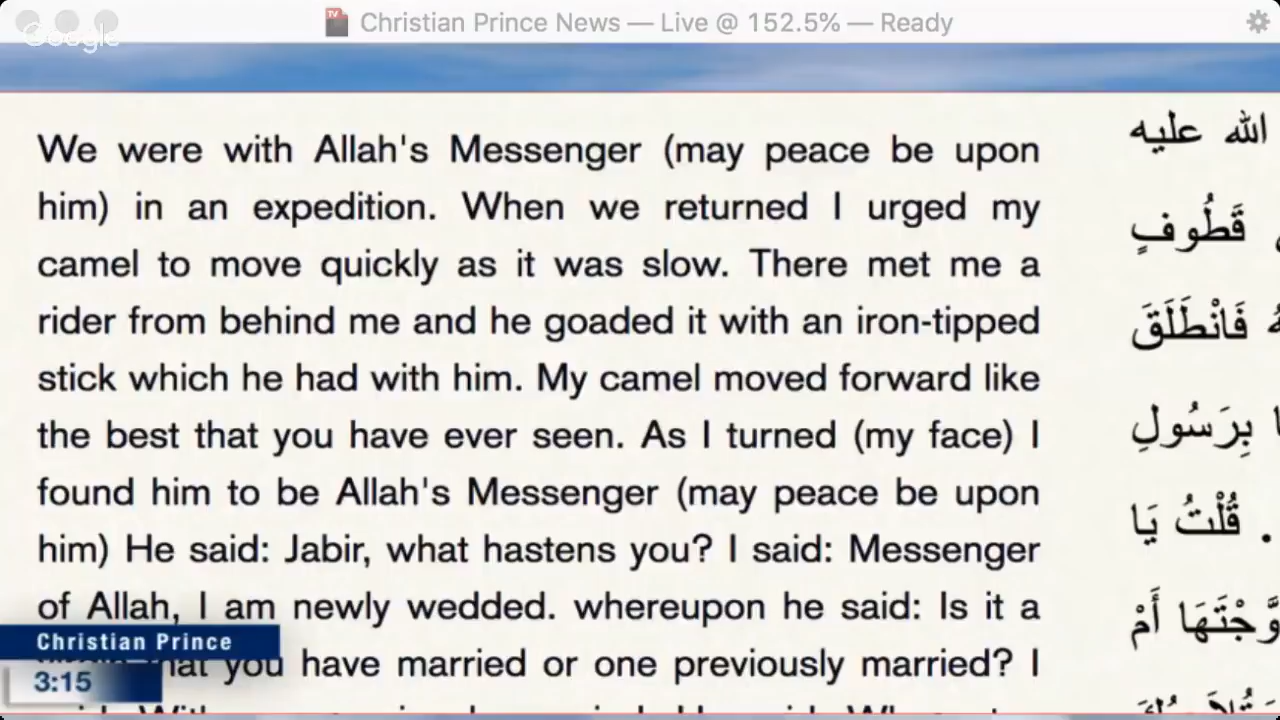 Christian Prince News — Live @ 152.5% — Ready
Google
We were with Allah's Messenger (may peace be upon
him) in an expedition. When we returned I urged my
camel to move quickly as it was slow. There met me a
rider from behind me and he goaded it with an iron-tipped
stick which he had with him. My camel moved forward like
the best that you have ever seen. As I turned (my face) I
found him to be Allah's Messenger (may peace be upon
him) He said: Jabir, what hastens you? I said: Messenger
of Allah, I am newly wedded. whereupon he said: Is it a
you have married or one previously married? I
الله عليه
قَطُوفٍ
فَانْطَلَقَ
بِرَسُولِ
. قُلْتُ يَا
أَمْ
Christian Prince
3:15